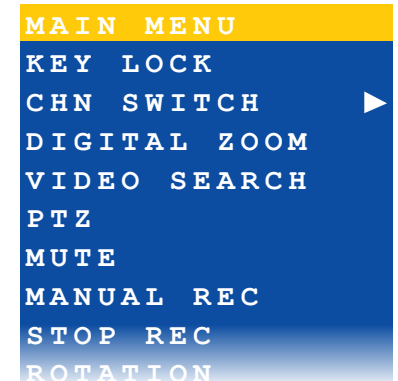 MAIN MENU
KEY LOCK
CHN SWITCH
DIGITAL ZOOM
VIDEO SEARCH
PTZ
MUTE
MANUAL REC
STOP REC
ROTATION